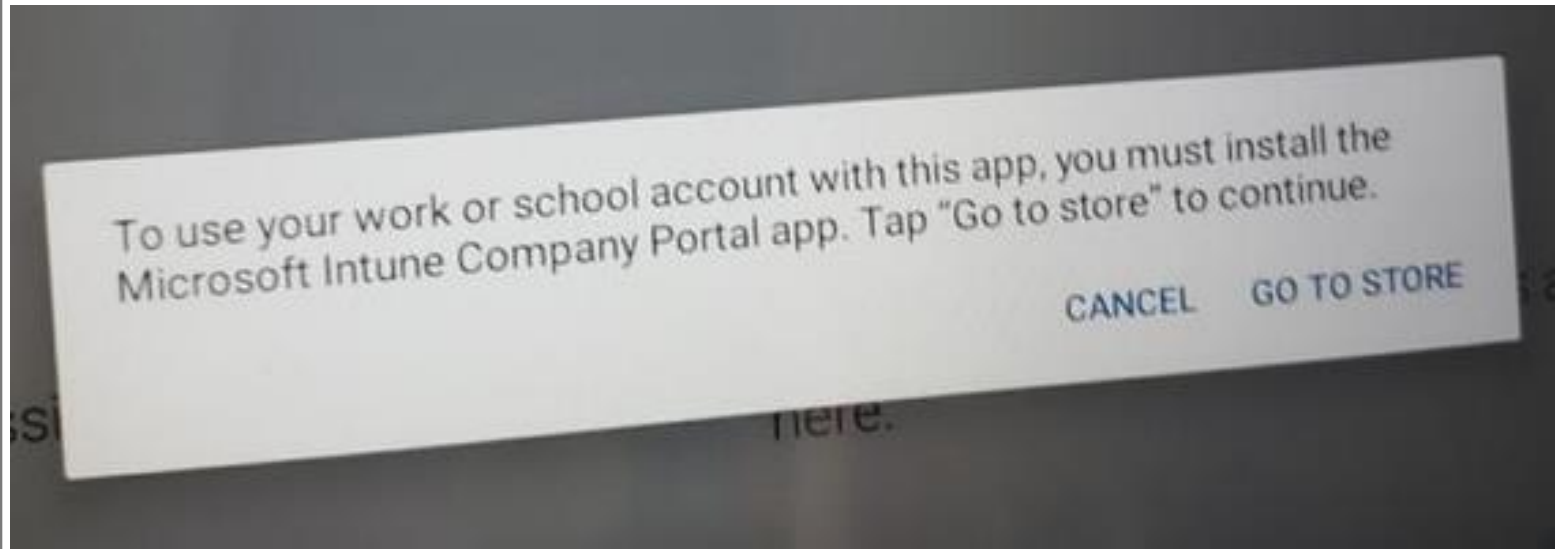 To use your work or school account with this app, you must install the
Microsoft Intune Company Portal app. Tap "Go to store" to continue.
CANCEL GO TO STORE
here.